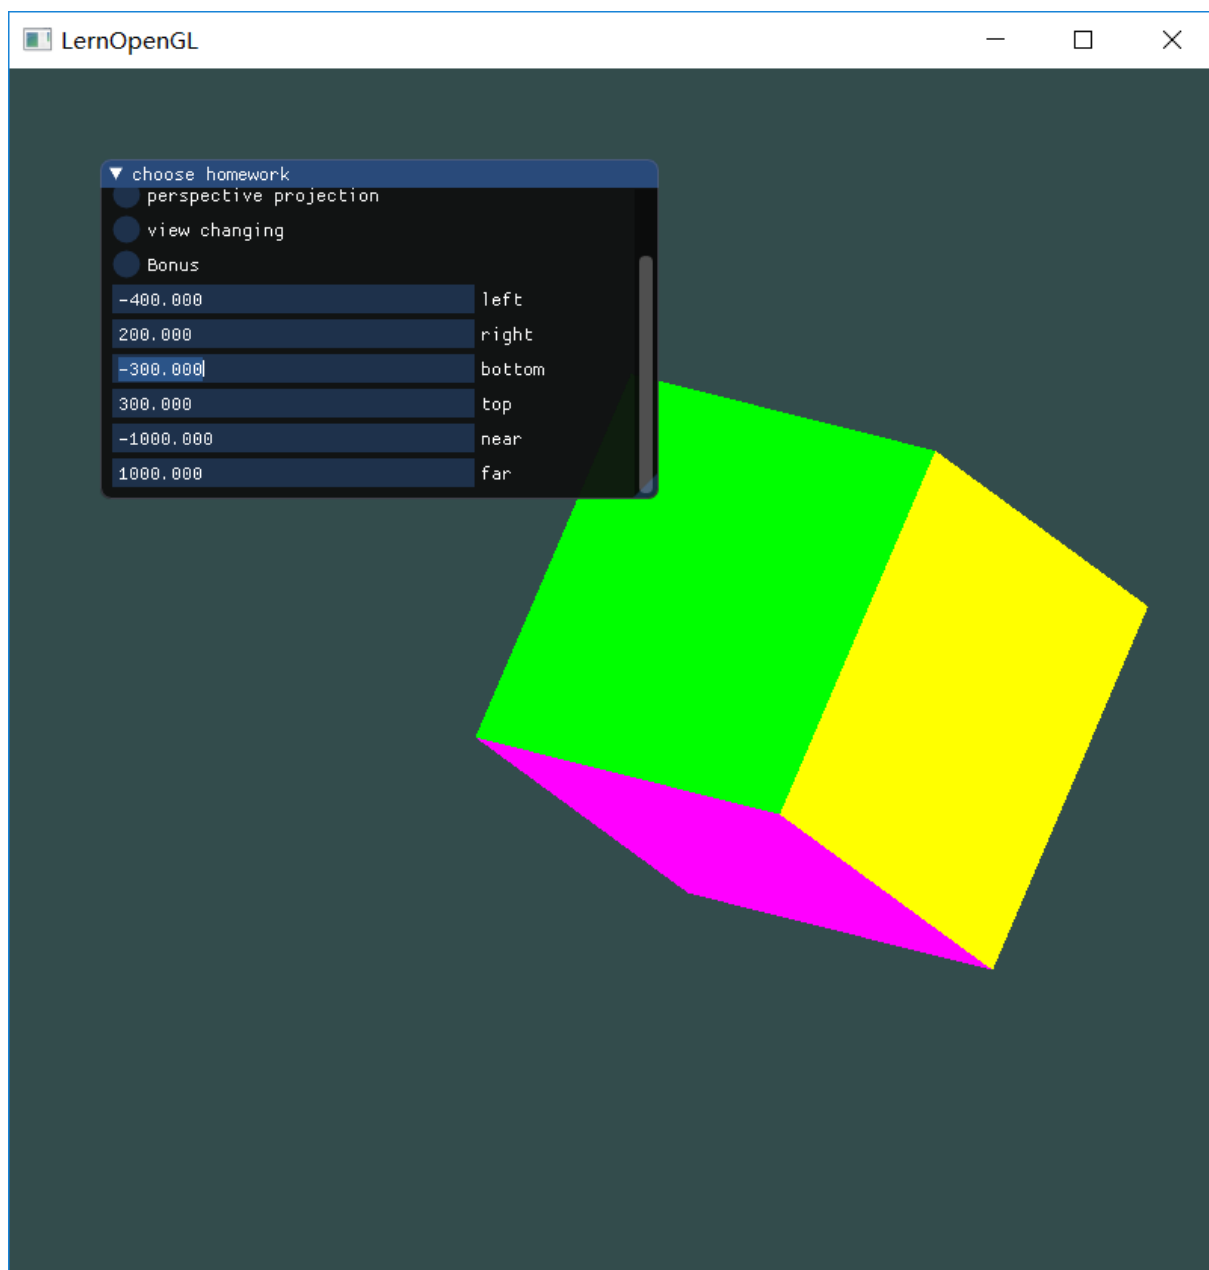 LernOpenGL
choose homework
perspective projection
view changing
Bonus
-400.000 left
200.000 right
-300.000 bottom
300.000 top
-1000.000 near
1000.000 far